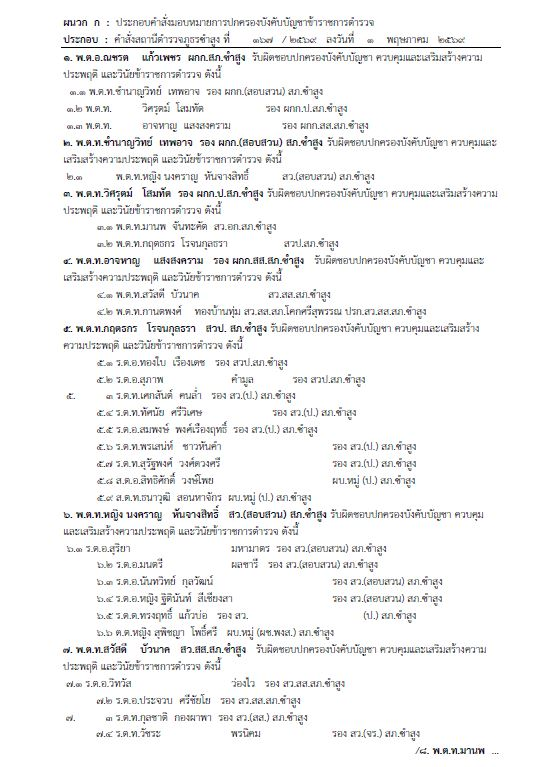 ผนวก ก : ประกอบคำสั่งมอบหมายการปกครองบังคับบัญชาข้าราชการตำรวจ
ประกอบ : คำสั่งสถานีตำรวจภูธรชำสูง ที่ ๑๖๗ / ๒๕๖๙ ลงวันที่ ๑ พฤษภาคม ๒๕๖๙
๑. พ.ต.อ.ณชรต แก้วเพชร ผกก.สภ.ซำสูง รับผิดชอบปกครองบังคับบัญชา ควบคุมและเสริมสร้างความ
ประพฤติ และวินัยข้าราชการตำรวจ ดังนี้
๑.๑ พ.ต.ท.ชำนาญวิทย์ เทพอาจ รอง ผกก.(สอบสวน) สภ.ซำสูง
๑.๒ พ.ต.ท. วิศรุตม์ โสมทัต รอง ผกก.ป.สภ.ซำสูง
๑.๓ พ.ต.ท. อาจหาญ แสงสงคราม รอง ผกก.สส.สภ.ซำสูง
๒. พ.ต.ท.ชำนาญวิทย์ เทพอาจ รอง ผกก.(สอบสวน) สภ.ซำสูง รับผิดชอบปกครองบังคับบัญชา ควบคุมและ
เสริมสร้างความประพฤติ และวินัยข้าราชการตำรวจ ดังนี้
๒.๑ พ.ต.ท.หญิง นงคราญ หันจางสิทธิ์ สว.(สอบสวน) สภ.ซำสูง
๓. พ.ต.ท.วิศรุตม์ โสมทัต รอง ผกก.ป.สภ.ซำสูง รับผิดชอบปกครองบังคับบัญชา ควบคุมและเสริมสร้างความ
ประพฤติ และวินัยข้าราชการตำรวจ ดังนี้
๓.๑ พ.ต.ท.มานพ จันทะคัด สว.อก.สภ.ซำสูง
๓.๒ พ.ต.ท.กฤตธกร โรจนกุลธรา สวป.สภ.ซำสูง
๔. พ.ต.ท.อาจหาญ แสงสงคราม รอง ผกก.สส.สภ.ซำสูง รับผิดชอบปกครองบังคับบัญชา ควบคุมและ
เสริมสร้างความประพฤติ และวินัยข้าราชการตำรวจ ดังนี้
๔.๑ พ.ต.ท.สวัสดี บัวนาค สว.สส.สภ.ซำสูง
๔.๒ พ.ต.ท.กานตพงศ์ ทองบ้านทุ่ม สว.สส.สภ.โคกศรีสุพรรณ ปรก.สว.สส.สภ.ซำสูง
๕. พ.ต.ท.กฤตธกร โรจนกุลธรา สวป. สภ.ซำสูง รับผิดชอบปกครองบังคับบัญชา ควบคุมและเสริมสร้าง
ความประพฤติ และวินัยข้าราชการตำรวจ ดังนี้
๕.๑ ร.ต.อ.ทองใบ เรืองเดช รอง สวป.สภ.ซำสูง
๕.๒ ร.ต.อ.สุภาพ คำมูล รอง สวป.สภ.ซำสูง
๕. ๓ ร.ต.ท.เศกสันต์ คนล่ำ รอง สว.(ป.) สภ.ซำสูง
๕.๔ ร.ต.ท.ทัศนัย ศรีวิเศษ รอง สว.(ป.) สภ.ซำสูง
๕.๕ ร.ต.อ.สมพงษ์ พงศ์เรืองฤทธิ์ รอง สว.(ป.) สภ.ซำสูง
๕.๖ ร.ต.ท.พรเสน่ห์ ชาวหันคำ รอง สว.(ป.) สภ.ซำสูง
๕.๗ ร.ต.ท.สุรัฐพงศ์ วงศ์ดวงศรี รอง สว.(ป.) สภ.ซำสูง
๕.๘ ส.ต.อ.สิทธิศักดิ์ วงษ์ไพย ผบ.หมู่ (ป.) สภ.ซำสูง
๕.๙ ส.ต.ท.ธนาวุฒิ สอนหาจักร ผบ.หมู่ (ป.) สภ.ซำสูง
๖. พ.ต.ท.หญิง นงคราญ หันจางสิทธิ์ สว.(สอบสวน) สภ.ซำสูง รับผิดชอบปกครองบังคับบัญชา ควบคุม
และเสริมสร้างความประพฤติ และวินัยข้าราชการตำรวจ ดังนี้
๖.๑ ร.ต.อ.สุริยา มหามาตร รอง สว.(สอบสวน) สภ.ซำสูง
๖.๒ ร.ต.อ.มนตรี ผลชารี รอง สว.(สอบสวน) สภ.ซำสูง
๖.๓ ร.ต.อ.นันทวิทย์ กุลวัฒน์ รอง สว.(สอบสวน) สภ.ซำสูง
๖.๔ ร.ต.อ.หญิง ฐิตินันท์ สีเชียงสา รอง สว.(สอบสวน) สภ.ซำสูง
๖.๕ ร.ต.ต.ทรงฤทธิ์ แก้วบ่อ รอง สว. (ป.) สภ.ซำสูง
๖.๖ ด.ต.หญิง สุพิชญา โพธิ์ศรี ผบ.หมู่ (ผช.พงส.) สภ.ซำสูง
๗. พ.ต.ท.สวัสดี บัวนาค สว.สส.สภ.ซำสูง รับผิดชอบปกครองบังคับบัญชา ควบคุมและเสริมสร้างความ
ประพฤติ และวินัยข้าราชการตำรวจ ดังนี้
๗.๑ ร.ต.อ.วิทวัส ว่องไว รอง สว.สส.สภ.ซำสูง
๗.๒ ร.ต.อ.ประจวบ ศรีชัยโย รอง สว.สส.สภ.ซำสูง
๗. ๓ ร.ต.ท.กุลชาติ กองผาพา รอง สว.(สส.) สภ.ซำสูง
๗.๔ ร.ต.ท.วัชระ พรนิคม รอง สว.(จร.) สภ.ซำสูง
/๘. พ.ต.ท.มานพ ...